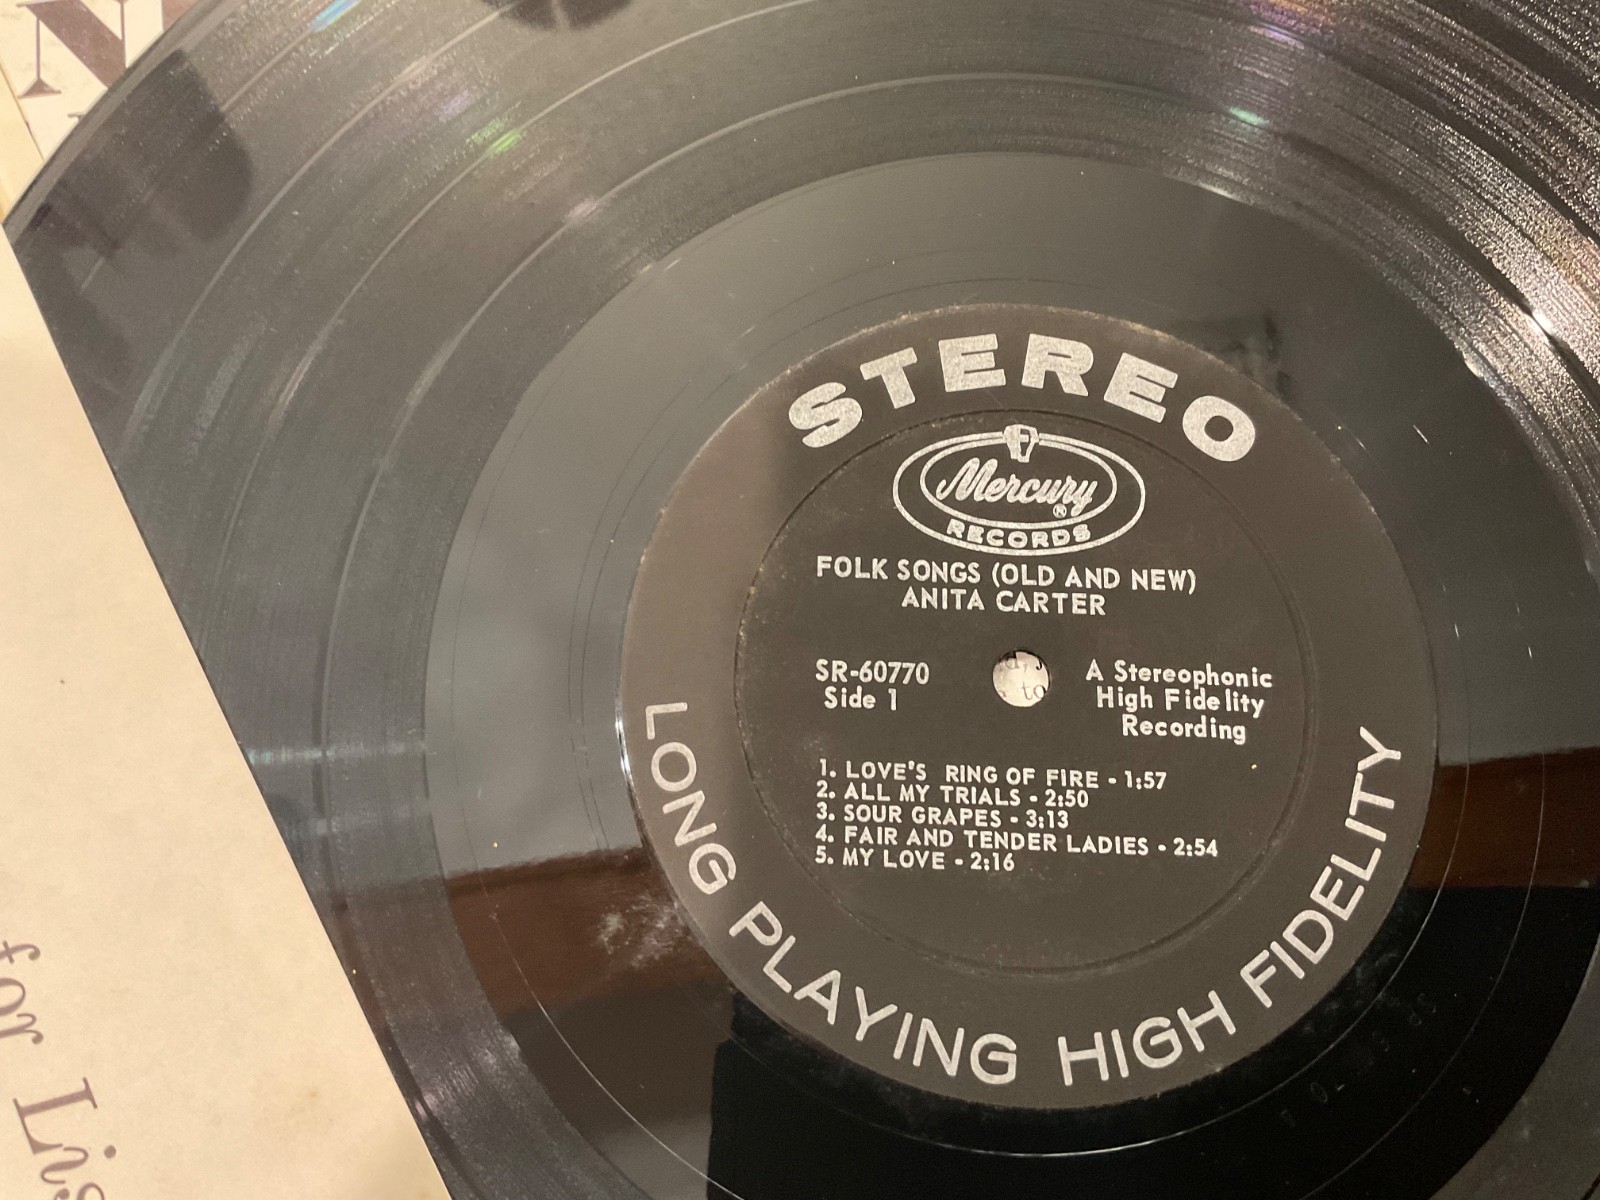 N
STEREO
Mercury
®
RECORDS
FOLK SONGS (OLD AND NEW)
ANITA CARTER
SR-60770
Side 1
A Stereophonic
High Fidelity
Recording
to
1. LOVE'S RING OF FIRE - 1:57
2. ALL MY TRIALS - 2:50
3. SOUR GRAPES - 3:13
4. FAIR AND TENDER LADIES - 2:54
5. MY LOVE - 2:16
LONG PLAYING HIGH FIDELITY
for
Lis